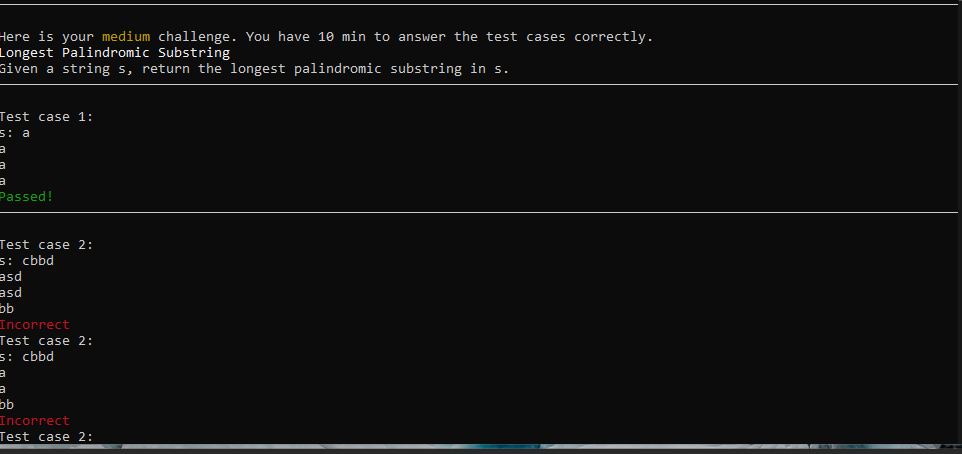 Here is your medium challenge. You have 10 min to answer the test cases correctly.
Longest Palindromic Substring
Given a string s, return the longest palindromic substring in s.
Test case 1:
s: a
a
a
a
Passed!
Test case 2:
s: cbbd
asd
asd
bb
Incorrect
Test case 2:
s: cbbd
a
a
bb
Incorrect
Test case 2: